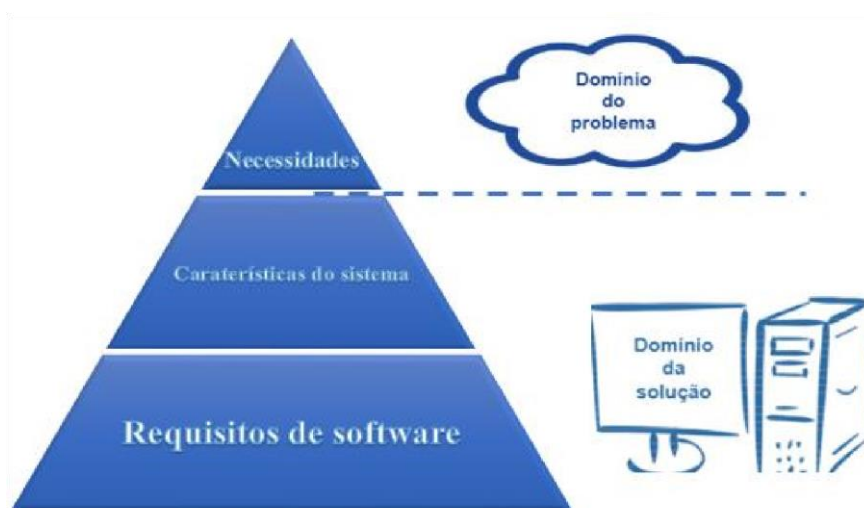 Necessidades
Domínio
do
problema
Caraterísticas do sistema
Domínio
da
solução
Requisitos de software